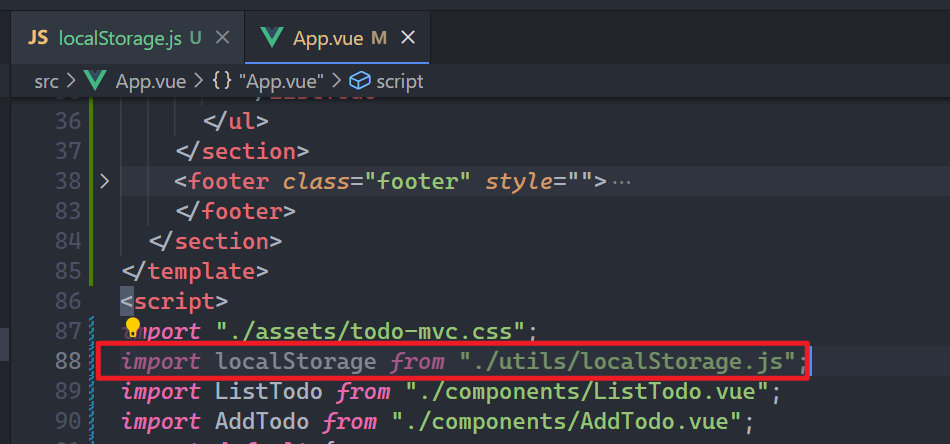 JS localStorage.js U ×
App.vue M ×
src > App.vue > {} "App.vue" > script
36 </ul>
37 </section>
38 > <footer class="footer" style=""> ⋯
83 </footer>
84 </section>
85 </template>
86 <script>
87 import "./assets/todo-mvc.css";
88 import localStorage from "./utils/localStorage.js";
89 import ListTodo from "./components/ListTodo.vue";
90 import AddTodo from "./components/AddTodo.vue";